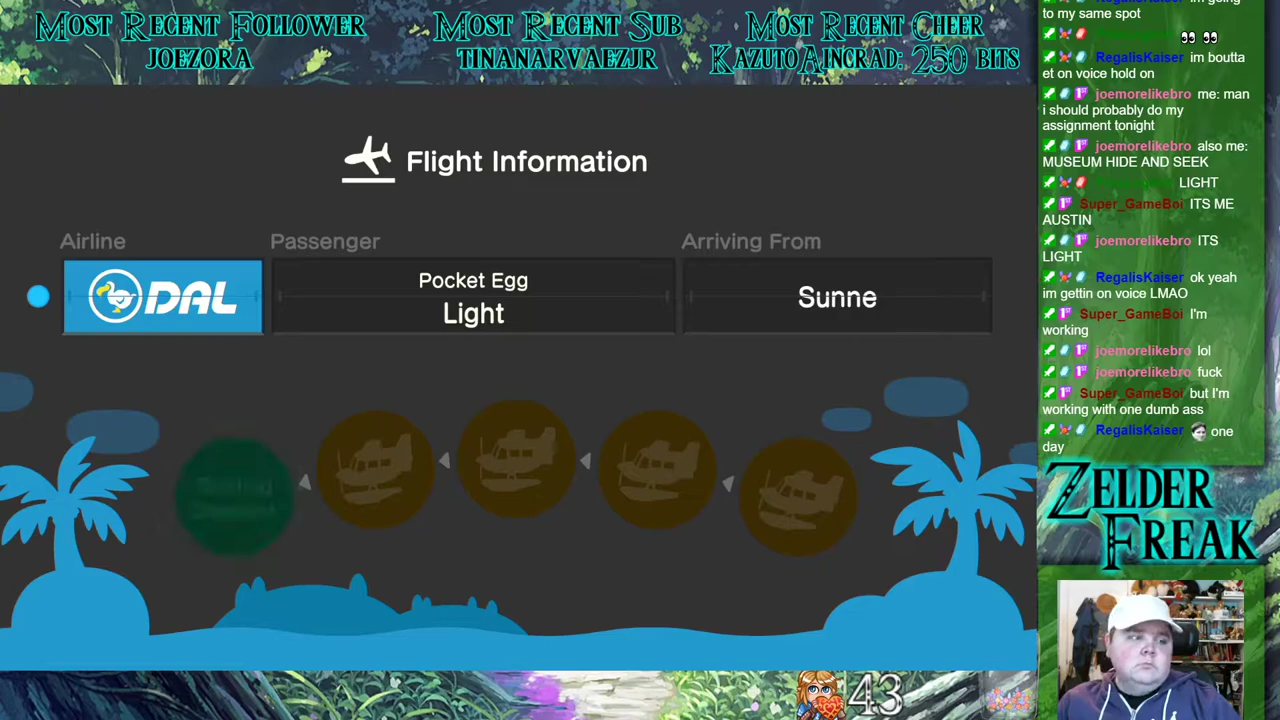 Most Recent Follower
joezora
Most Recent Sub
tinanarvaezjr
Most Recent Cheer
KazutoAincrad: 250 bits
Flight Information
Airline
Passenger
Arriving From
DAL
Pocket Egg
Light
Sunne
to my same spot
RegalisKaiser im boutta
et on voice hold on
joemorelikebro me: man
i should probably do my
assignment tonight
joemorelikebro also me:
MUSEUM HIDE AND SEEK
LIGHT
Super_GameBoi ITS ME
AUSTIN
joemorelikebro ITS
LIGHT
RegalisKaiser ok yeah
im gettin on voice LMAO
Super_GameBoi I'm
working
joemorelikebro lol
joemorelikebro fuck
Super_GameBoi but I'm
working with one dumb ass
RegalisKaiser one
day
Zelder
Freak
43